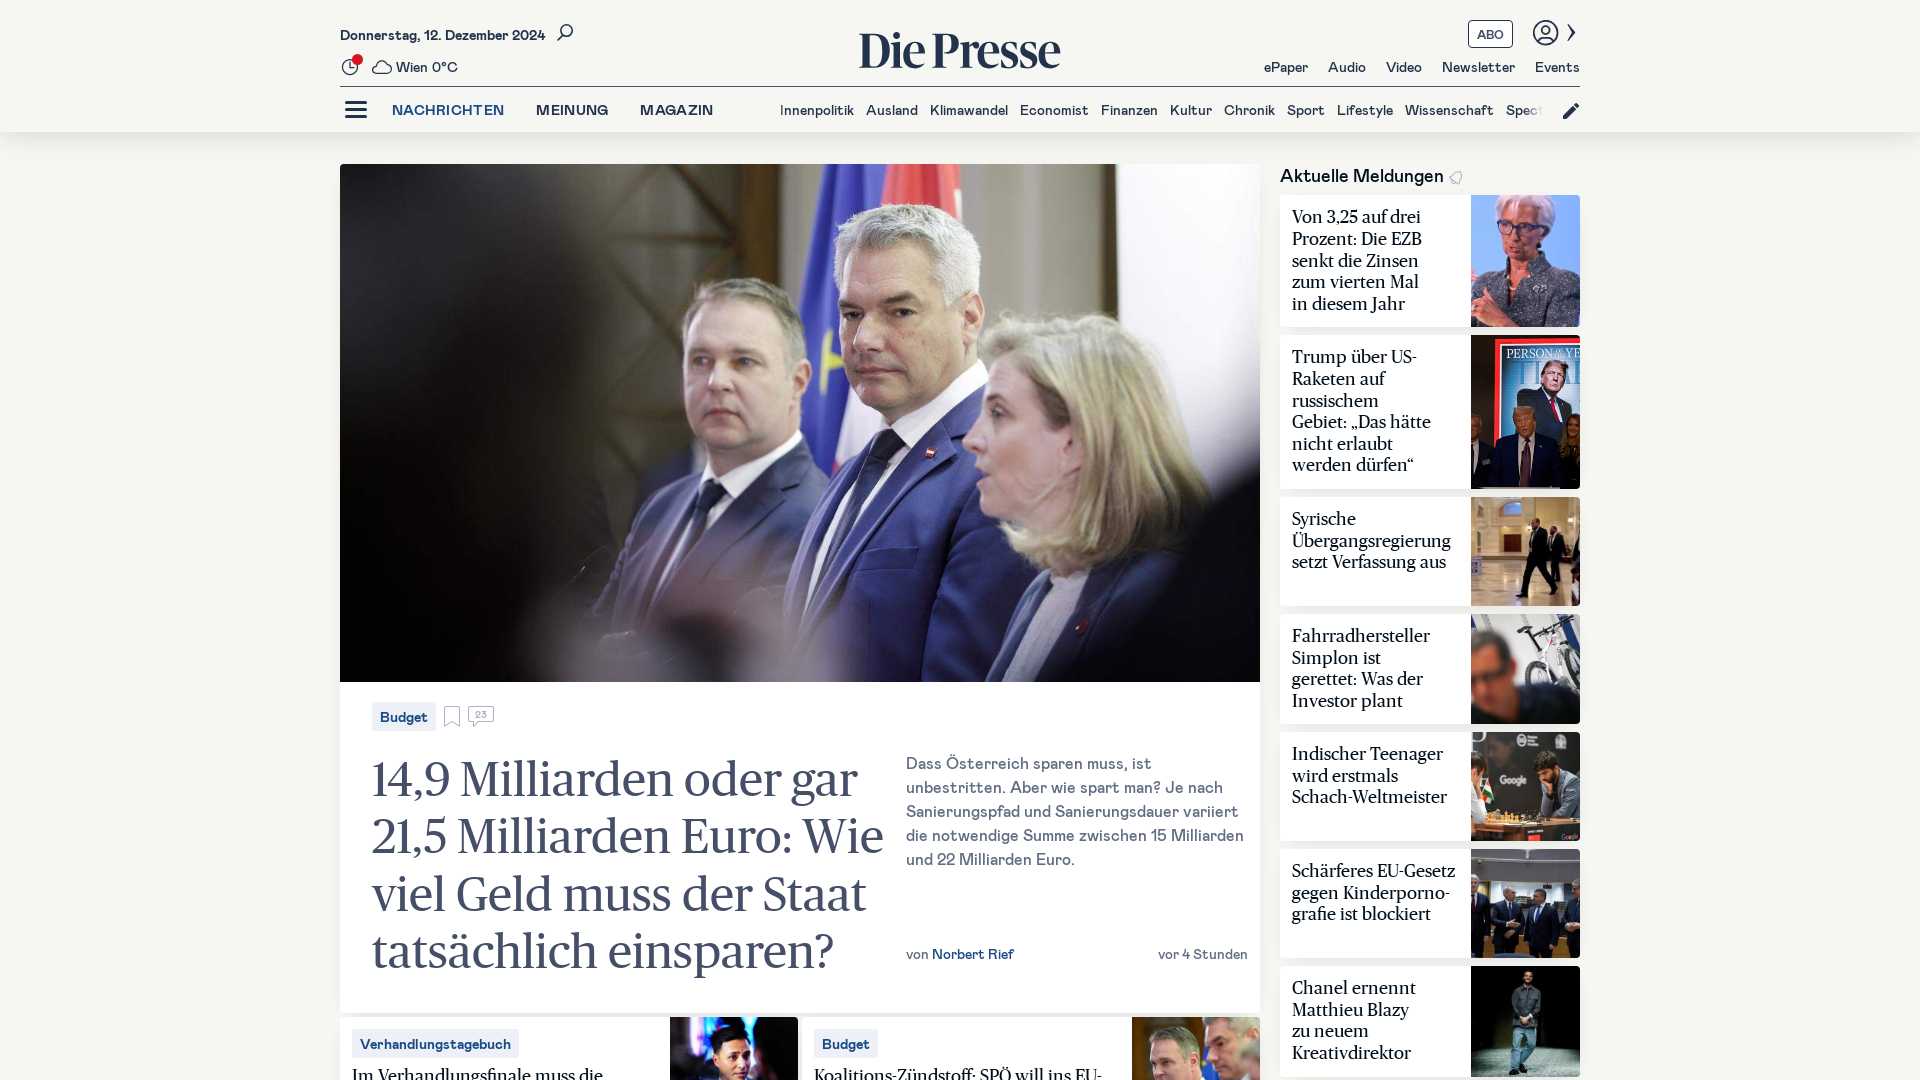 Donnerstag, 12. Dezember 2024
Wien 0°C
Die Presse
ABO
ePaper Audio Video Newsletter Events
NACHRICHTEN MEINUNG MAGAZIN
Innenpolitik Ausland Klimawandel Economist Finanzen Kultur Chronik Sport Lifestyle Wissenschaft Spect
Budget
23
14,9 Milliarden oder gar
21,5 Milliarden Euro: Wie
viel Geld muss der Staat
tatsächlich einsparen?
Dass Österreich sparen muss, ist
unbestritten. Aber wie spart man? Je nach
Sanierungspfad und Sanierungsdauer variiert
die notwendige Summe zwischen 15 Milliarden
und 22 Milliarden Euro.
von Norbert Rief
vor 4 Stunden
Verhandlungstagebuch
Im Verhandlungsfinale muss die
Budget
Koalitions-Zündstoff: SPÖ will ins EU-
Aktuelle Meldungen
Von 3,25 auf drei
Prozent: Die EZB
senkt die Zinsen
zum vierten Mal
in diesem Jahr
Trump über US-
Raketen auf
russischem
Gebiet: „Das hätte
nicht erlaubt
werden dürfen“
PERSON of the YE
Syrische
Übergangsregierung
setzt Verfassung aus
Fahrradhersteller
Simplon ist
gerettet: Was der
Investor plant
Indischer Teenager
wird erstmals
Schach-Weltmeister
Google
Schärferes EU-Gesetz
gegen Kinderporno-
grafie ist blockiert
Chanel ernennt
Matthieu Blazy
zu neuem
Kreativdirektor